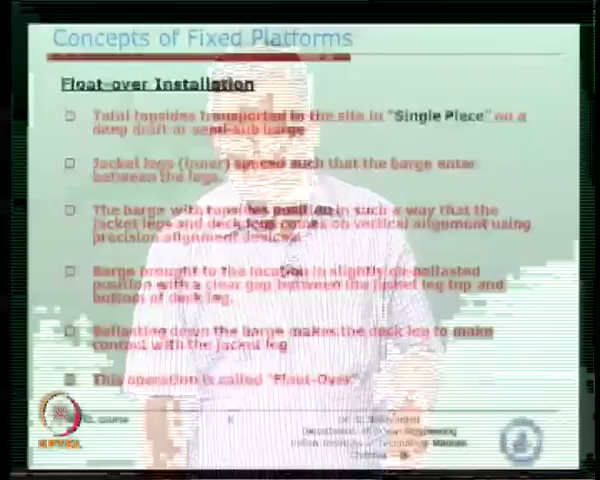 Concepts of Fixed Platforms
Float-over Installation
Total topsides transported to the site in "Single Piece" on a
deep draft or semi-sub barge
Jacket legs (inner) spaced such that the barge enter
between the legs.
The barge with topsides position in such a way that the
jacket legs and deck legs comes on vertical alignment using
precision alignment devices
Barge brought to the location in slightly de-ballasted
position with a clear gap between the jacket leg top and
bottom of deck leg.
Ballasting down the barge makes the deck leg to make
contact with the jacket leg
This operation is called "Float-Over"
Course
Dr. S.
Department of Engineering
Indian Institute of Technology Madras
NPTEL